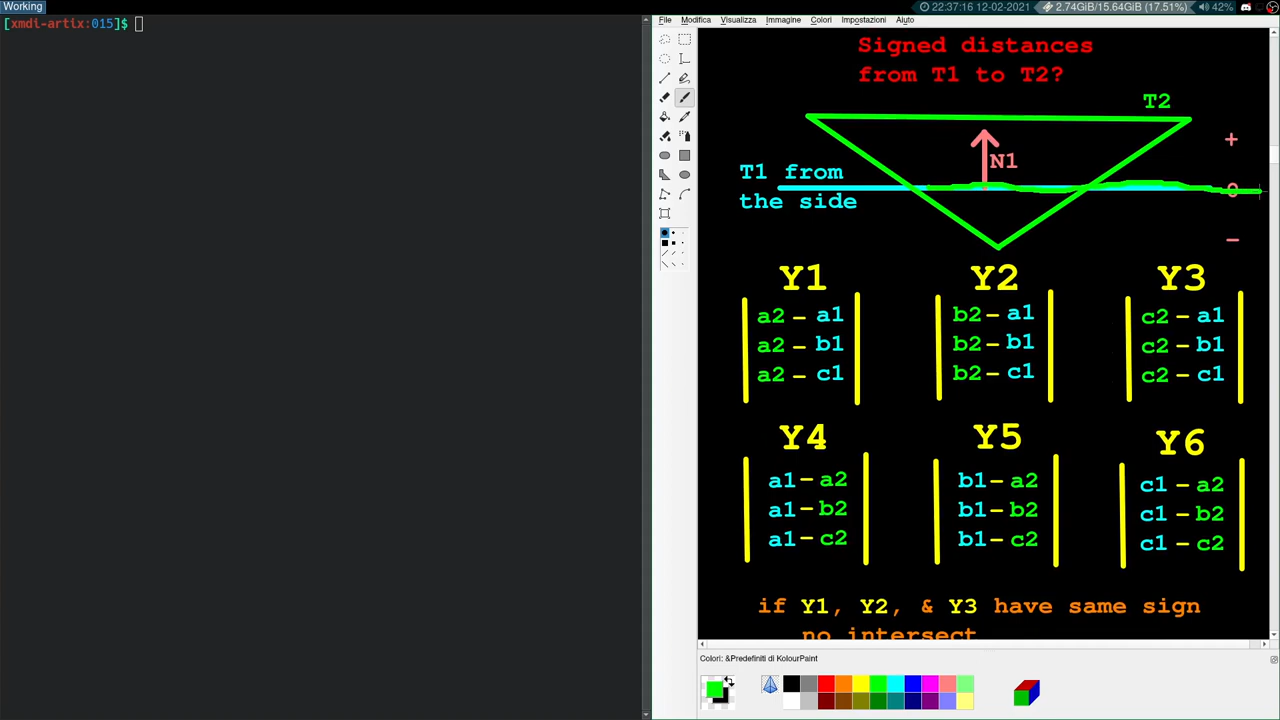 Working
22:37:16 12-02-2021
2.74GiB/15.64GiB (17.51%)
42%
[xmdi-artix:015]$
File Modifica Visualizza Immagine Colori Impostazioni Aiuto
Signed distances
from T1 to T2?
T2
+
N1
T1 from
0
the side
−
Y1 Y2 Y3
a2 − a1 b2 − a1 c2 − a1
a2 − b1 b2 − b1 c2 − b1
a2 − c1 b2 − c1 c2 − c1
Y4 Y5 Y6
a1 − a2 b1 − a2 c1 − a2
a1 − b2 b1 − b2 c1 − b2
a1 − c2 b1 − c2 c1 − c2
if Y1, Y2, & Y3 have same sign
no intersect
Colori: &Predefiniti di KolourPaint